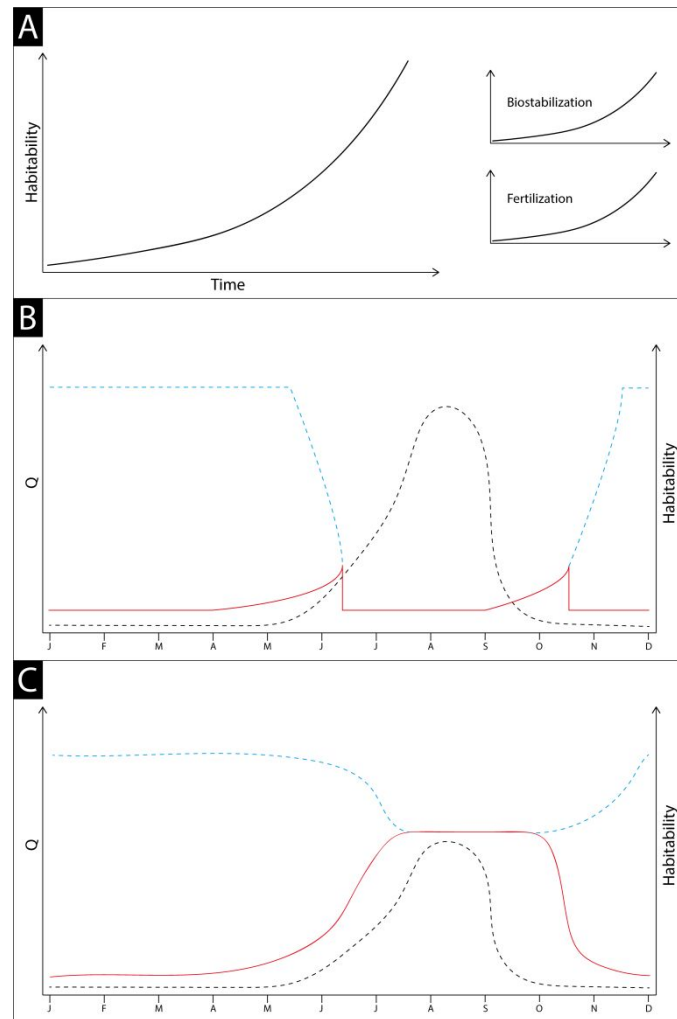 A
Habitability
Time
Biostabilization
Fertilization
B
Q
Habitability
J F M A M J J A S O N D
C
Q
Habitability
J F M A M J J A S O N D